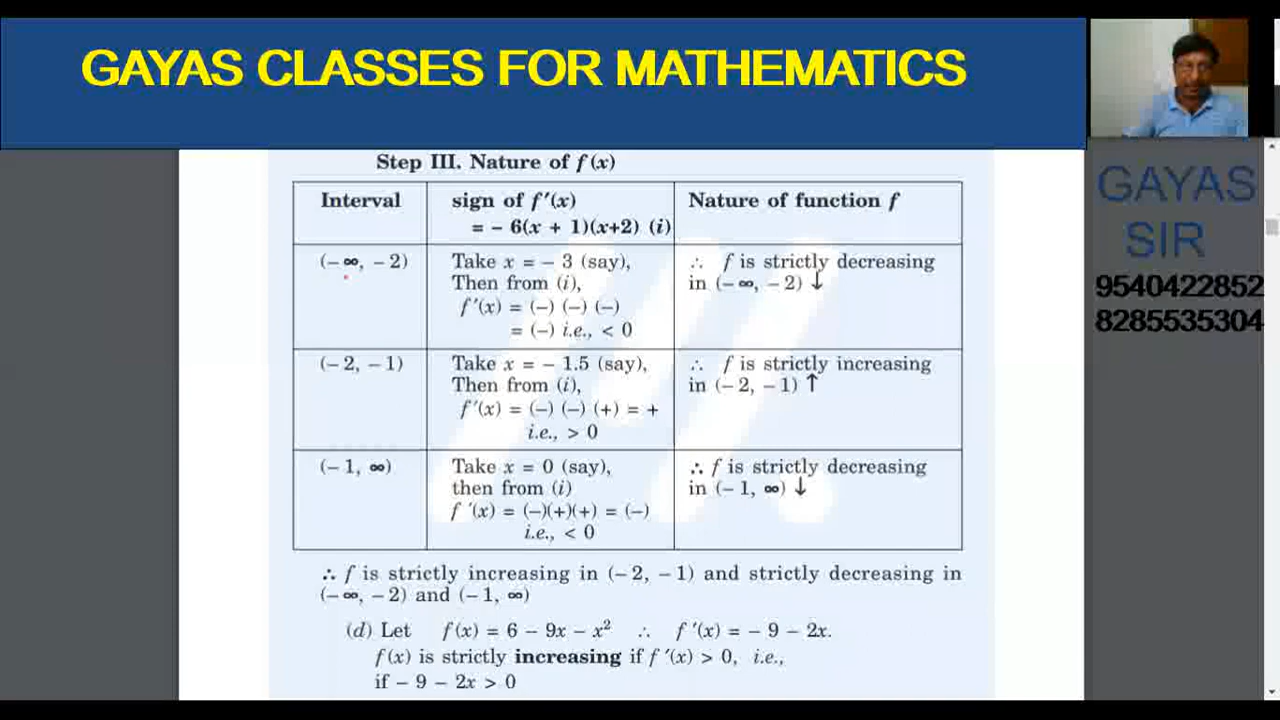 GAYAS CLASSES FOR MATHEMATICS
GAYAS
SIR
9540422852
8285535304
Step III. Nature of f (x)
Interval
sign of f′(x)
= – 6(x + 1)(x+2) (i)
Nature of function f
(– ∞, – 2)
Take x = – 3 (say),
Then from (i),
f′(x) = (–) (–) (–)
= (–) i.e., < 0
∴ f is strictly decreasing
in (– ∞, – 2) ↓
(– 2, – 1)
Take x = – 1.5 (say),
Then from (i),
f′(x) = (–) (–) (+) = +
i.e., > 0
∴ f is strictly increasing
in (– 2, – 1) ↑
(– 1, ∞)
Take x = 0 (say),
then from (i)
f ′(x) = (–)(+)(+) = (–)
i.e., < 0
∴ f is strictly decreasing
in (– 1, ∞) ↓
∴ f is strictly increasing in (– 2, – 1) and strictly decreasing in
(– ∞, – 2) and (– 1, ∞)
(d) Let f(x) = 6 – 9x – x² ∴ f ′(x) = – 9 – 2x.
f(x) is strictly increasing if f ′(x) > 0, i.e.,
if – 9 – 2x > 0